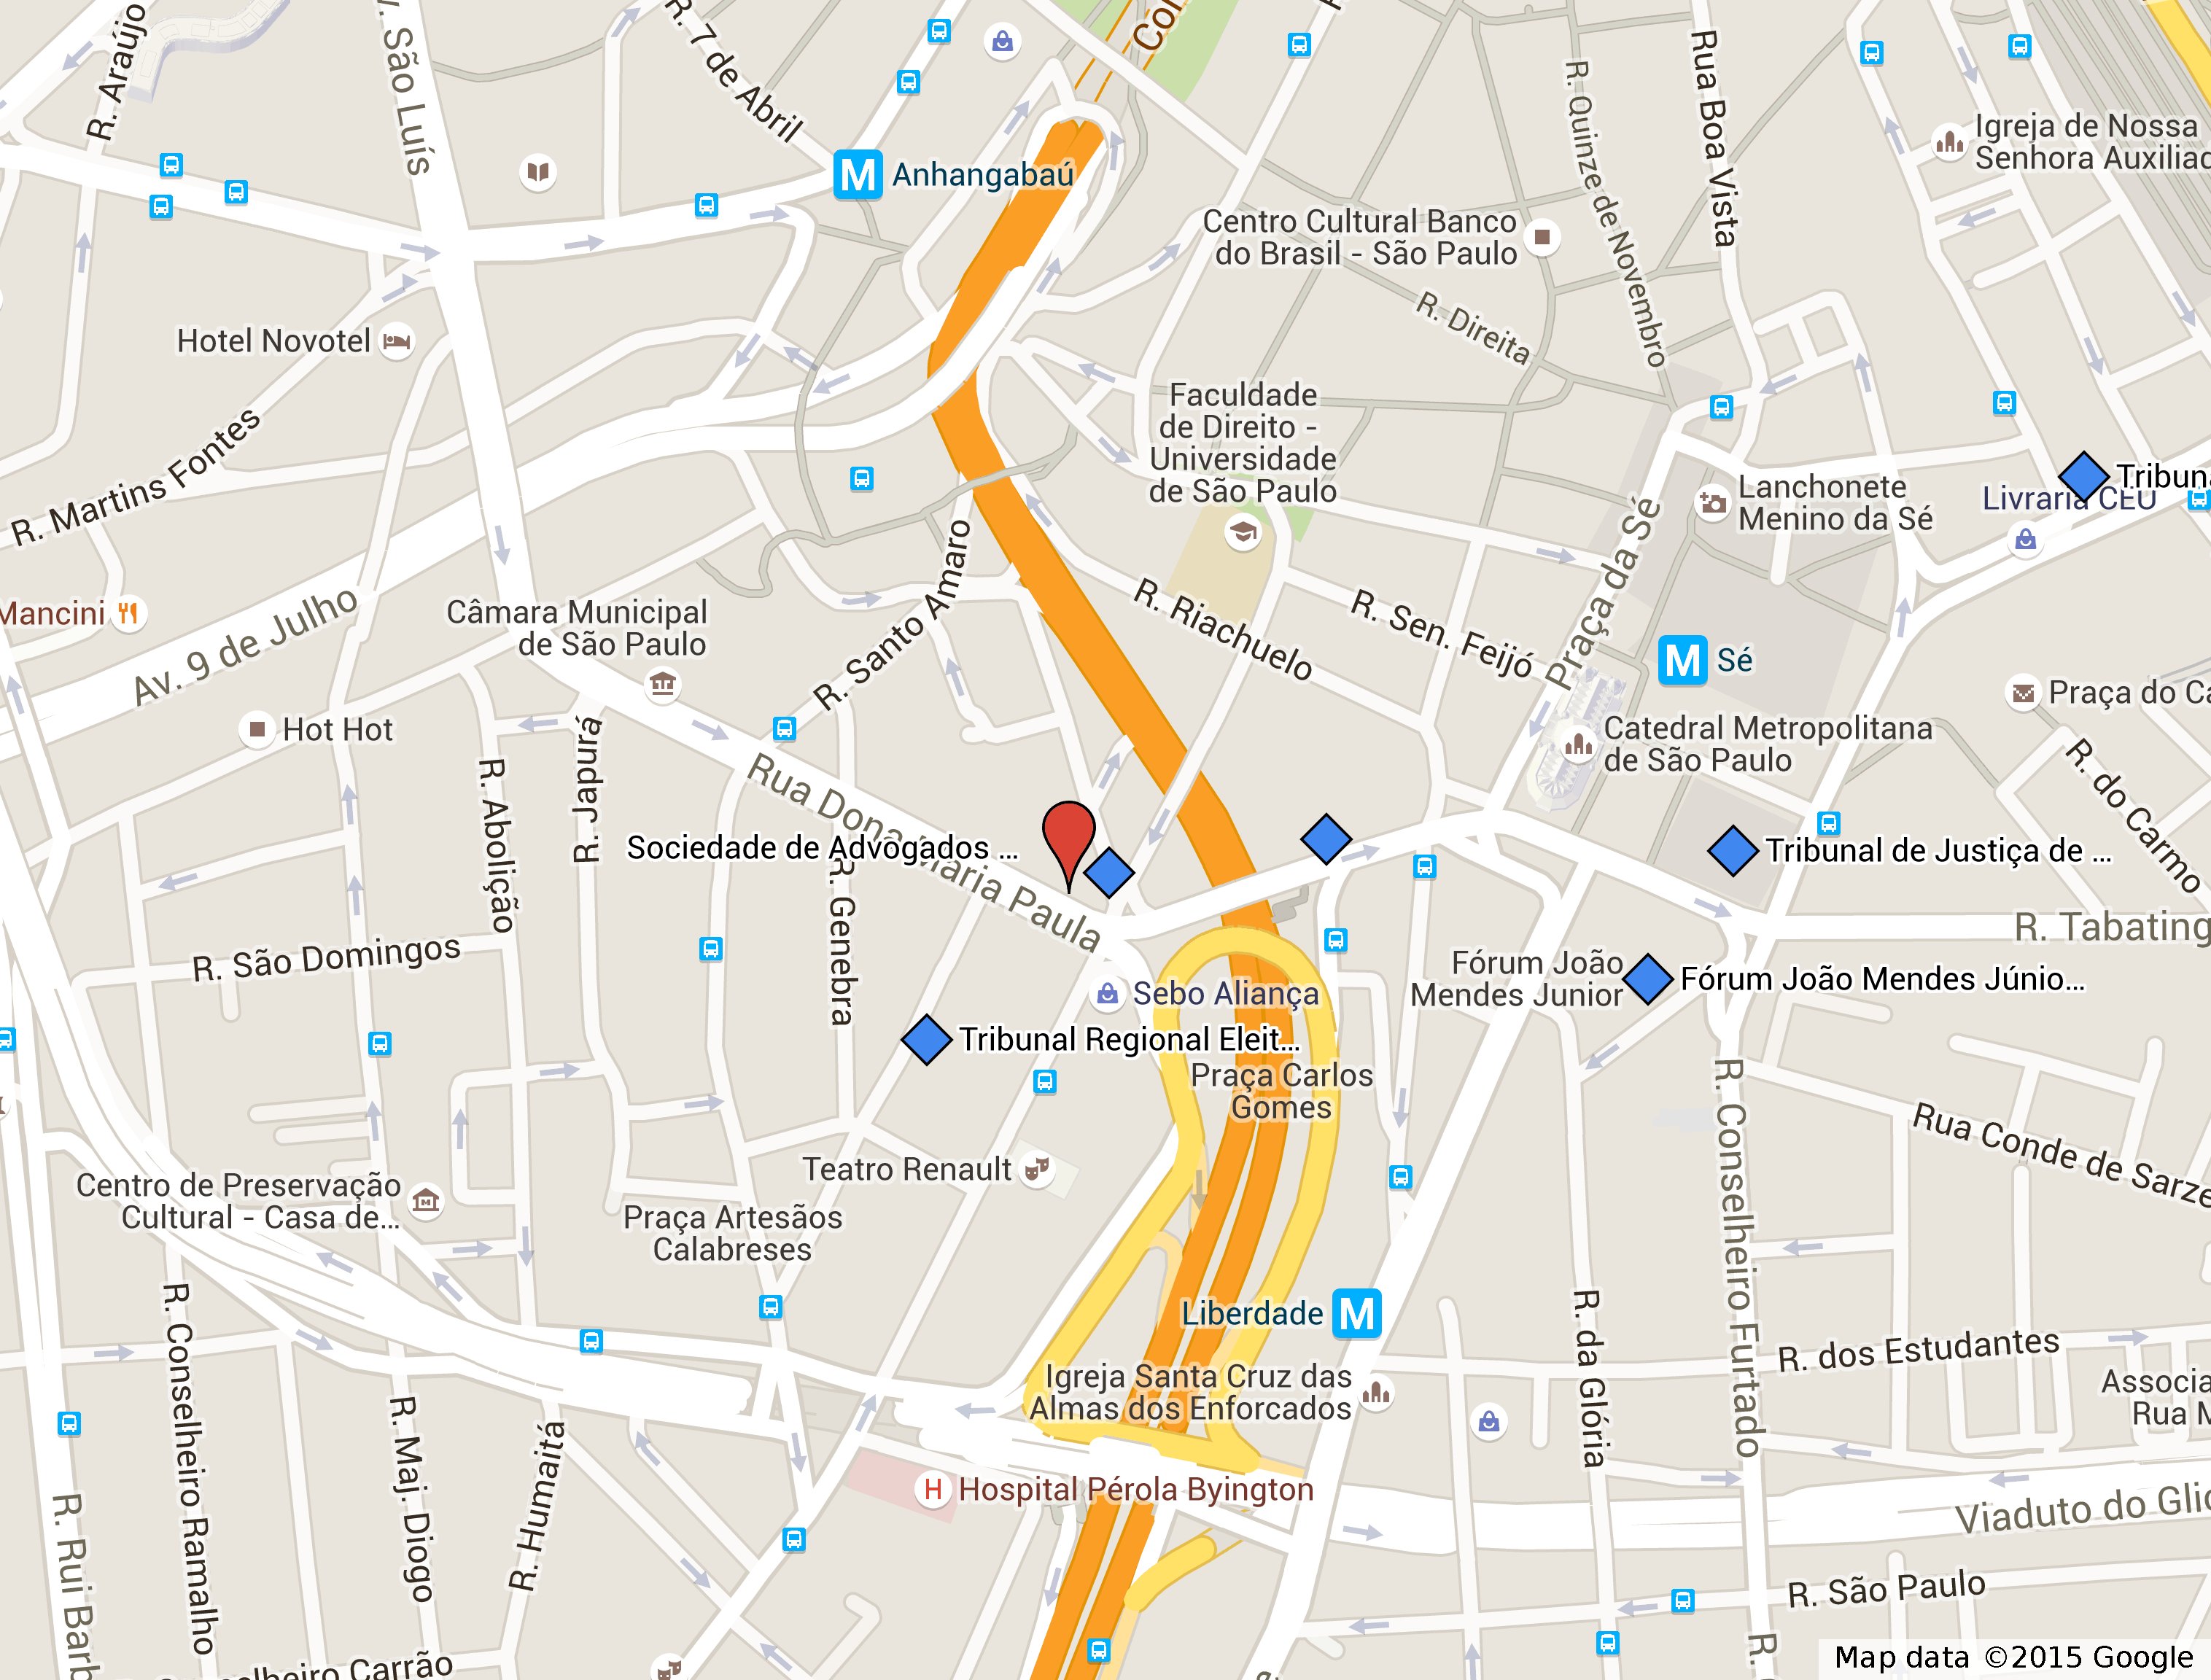 R. Araújo
São Luís
R. 7 de Abril
R. Quinze de Novembro
Rua Boa Vista
Igreja de Nossa
Senhora Auxiliad
M Anhangabaú
Centro Cultural Banco
do Brasil - São Paulo
R. Direita
Hotel Novotel
R. Martins Fontes
Faculdade
de Direito -
Universidade
de São Paulo
Praça da Sé
Lanchonete
Menino da Sé
Tribuna
Livraria CEU
Mancini
Av. 9 de Julho
Câmara Municipal
de São Paulo
R. Santo Amaro
R. Riachuelo
R. Sen. Feijó
M Sé
Praça do Ca
Hot Hot
Catedral Metropolitana
de São Paulo
R. do Carmo
R. Abolição
R. Japurá
Rua Dona Maria Paula
Sociedade de Advogados ...
R. Genebra
Tribunal de Justiça de ...
R. Tabating
R. São Domingos
Sebo Aliança
Fórum João
Mendes Junior
Fórum João Mendes Júnio...
Tribunal Regional Eleit...
Praça Carlos
Gomes
R. Conselheiro Furtado
Rua Conde de Sarze
Teatro Renault
Centro de Preservação
Cultural - Casa de...
Praça Artesãos
Calabreses
Liberdade M
R. Conselheiro Ramalho
R. Maj. Diogo
R. Humaitá
Igreja Santa Cruz das
Almas dos Enforcados
R. da Glória
R. dos Estudantes
Associa
Rua M
H Hospital Pérola Byington
Viaduto do Glic
R. Rui Barb
R. São Paulo
selheiro Carrão
Map data ©2015 Google